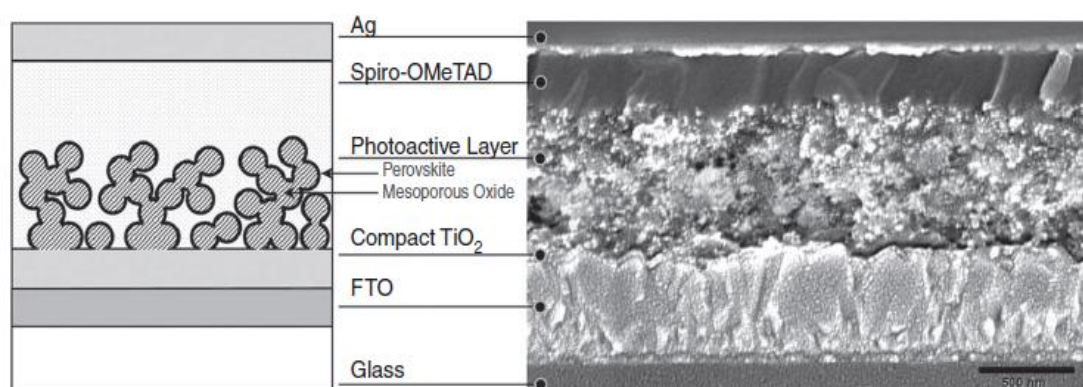 Ag
Spiro-OMeTAD
Photoactive Layer
Perovskite
Mesoporous Oxide
Compact TiO₂
FTO
Glass
500 nm